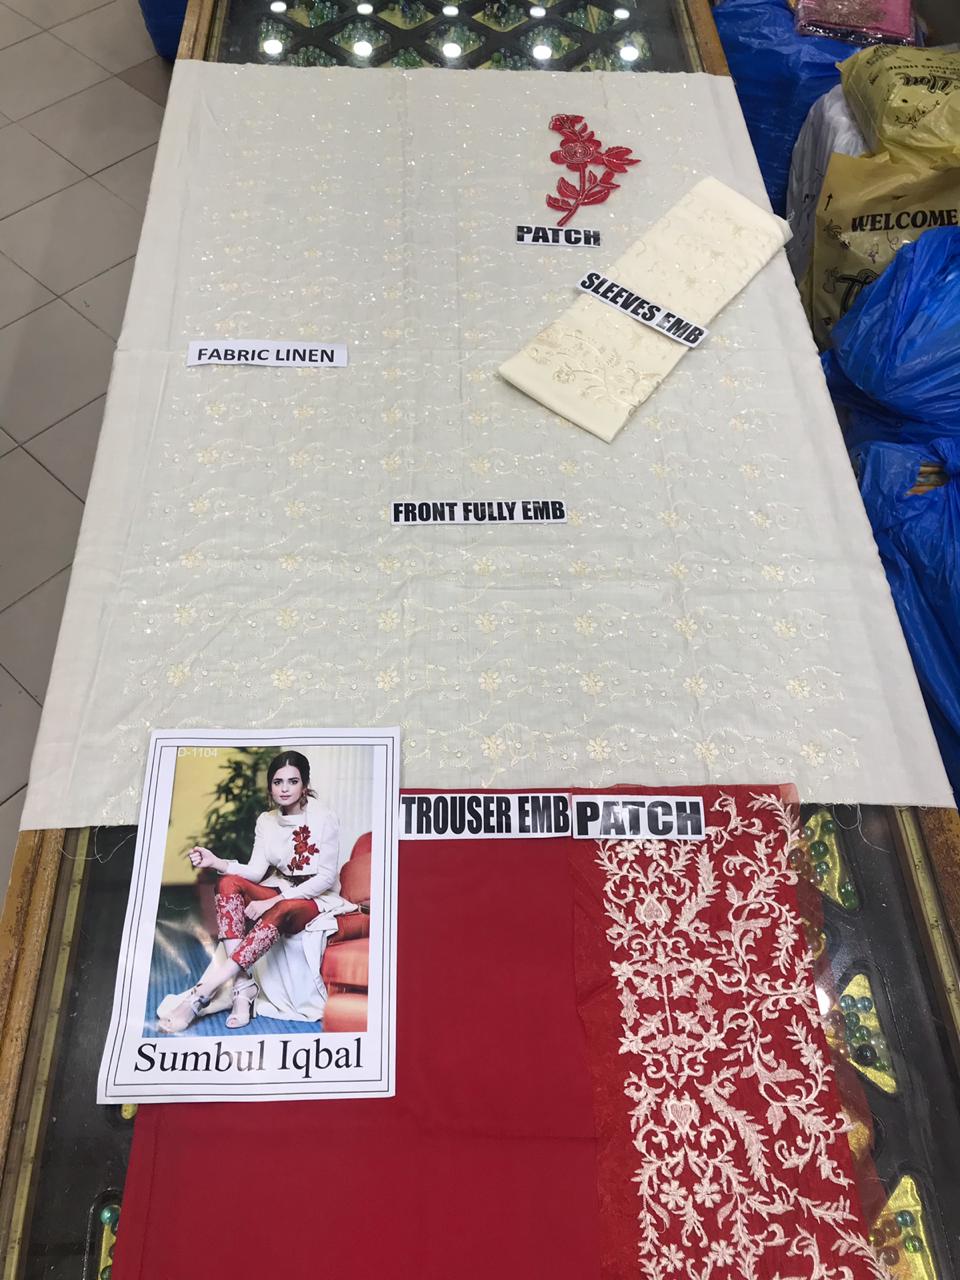 WELCOME
PATCH
SLEEVES EMB
FABRIC LINEN
FRONT FULLY EMB
D-1104
TROUSER EMB
PATCH
Sumbul Iqbal